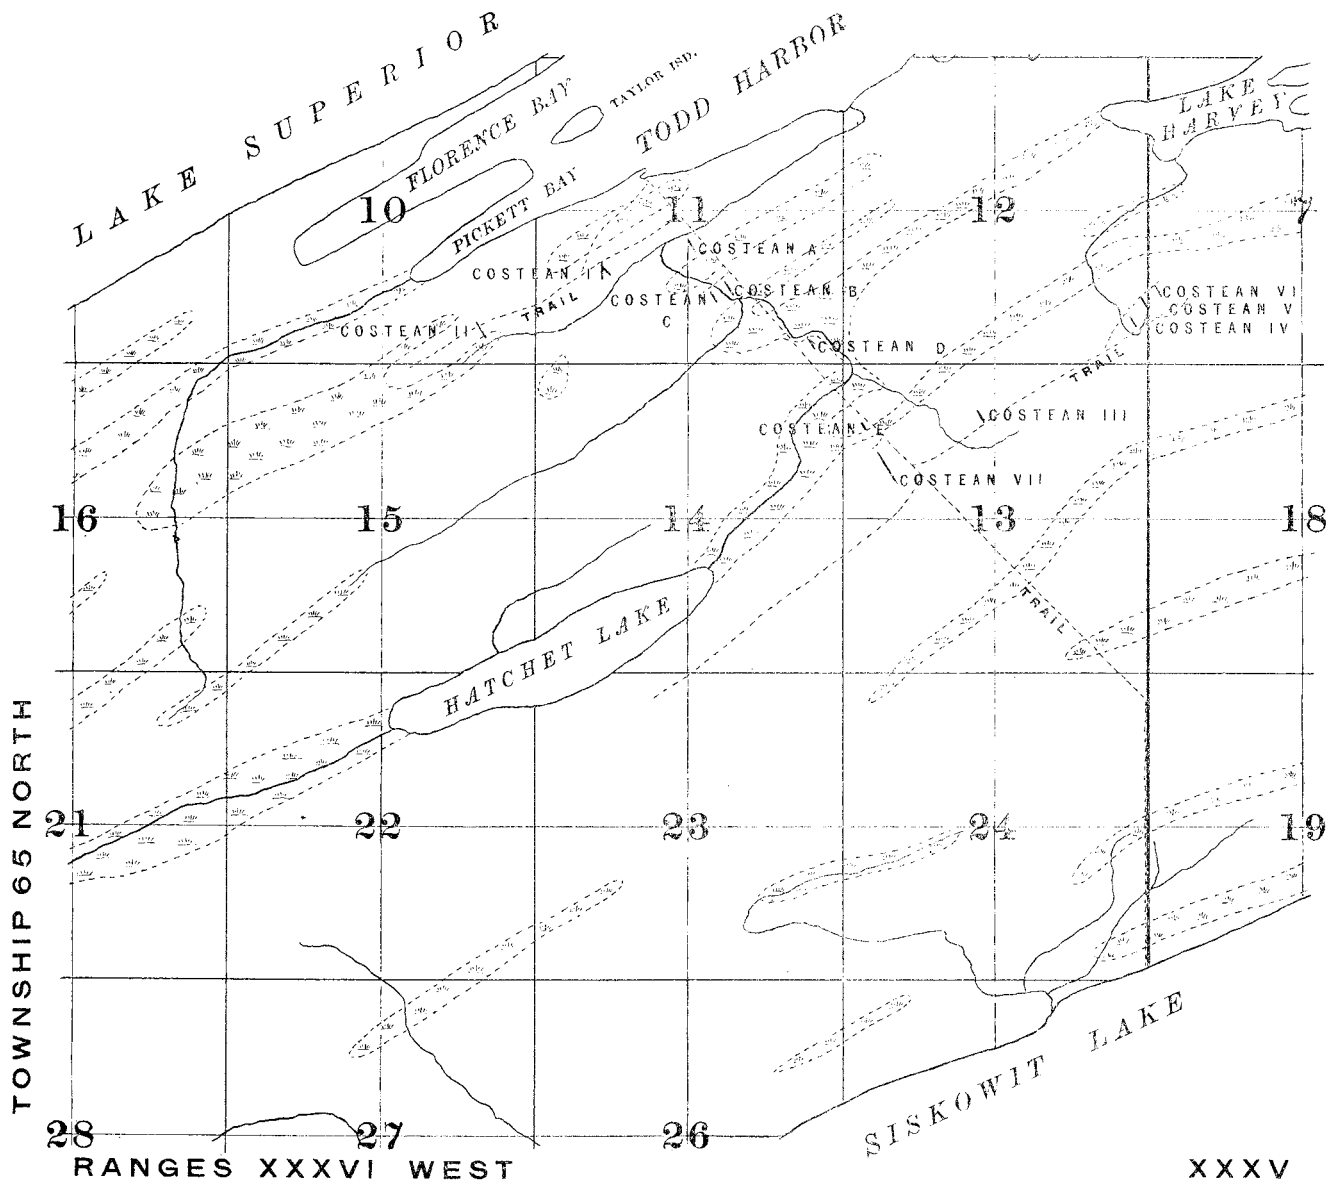 LAKE SUPERIOR
FLORENCE BAY
TAYLOR ISD.
TODD HARBOR
PICKETT BAY
LAKE
HARVEY
10
11
12
7
COSTEAN A
COSTEAN I
COSTEAN B
COSTEAN
C
TRAIL
COSTEAN II
COSTEAN VI
COSTEAN V
COSTEAN IV
COSTEAN D
TRAIL
COSTEAN III
COSTEAN E
COSTEAN VII
16
15
14
13
18
HATCHET LAKE
TRAIL
TOWNSHIP 65 NORTH
21
22
23
24
19
SISKOWIT LAKE
28
27
26
RANGES XXXVI WEST
XXXV